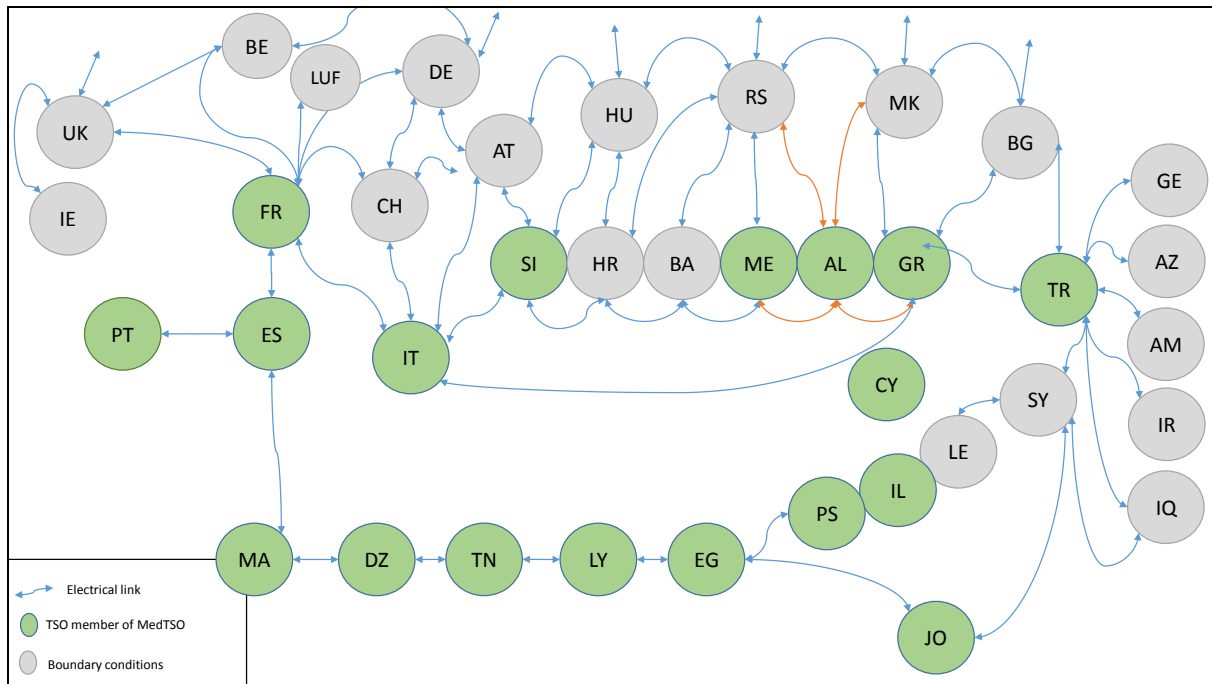 BE
LUF
DE
UK
HU
RS
MK
AT
BG
GE
IE
FR
CH
SI
HR
BA
ME
AL
GR
AZ
TR
PT
ES
IT
AM
CY
SY
IR
LE
IL
PS
IQ
MA
DZ
TN
LY
EG
JO
Electrical link
TSO member of MedTSO
Boundary conditions